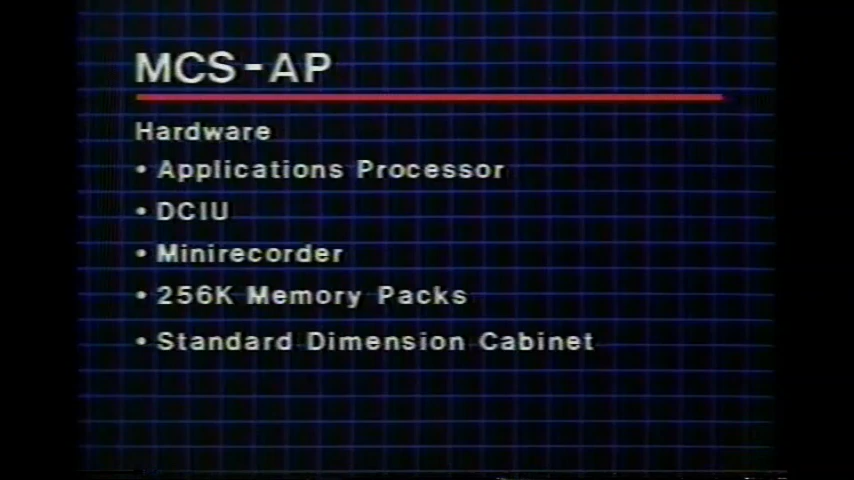 MCS-AP
Hardware
• Applications Processor
• DCIU
• Minirecorder
• 256K Memory Packs
• Standard Dimension Cabinet